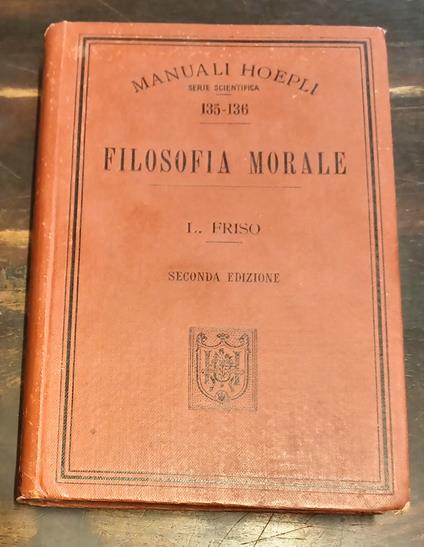 MANUALI HOEPLI
SERIE SCIENTIFICA
135-136
FILOSOFIA MORALE
L. FRISO
SECONDA EDIZIONE